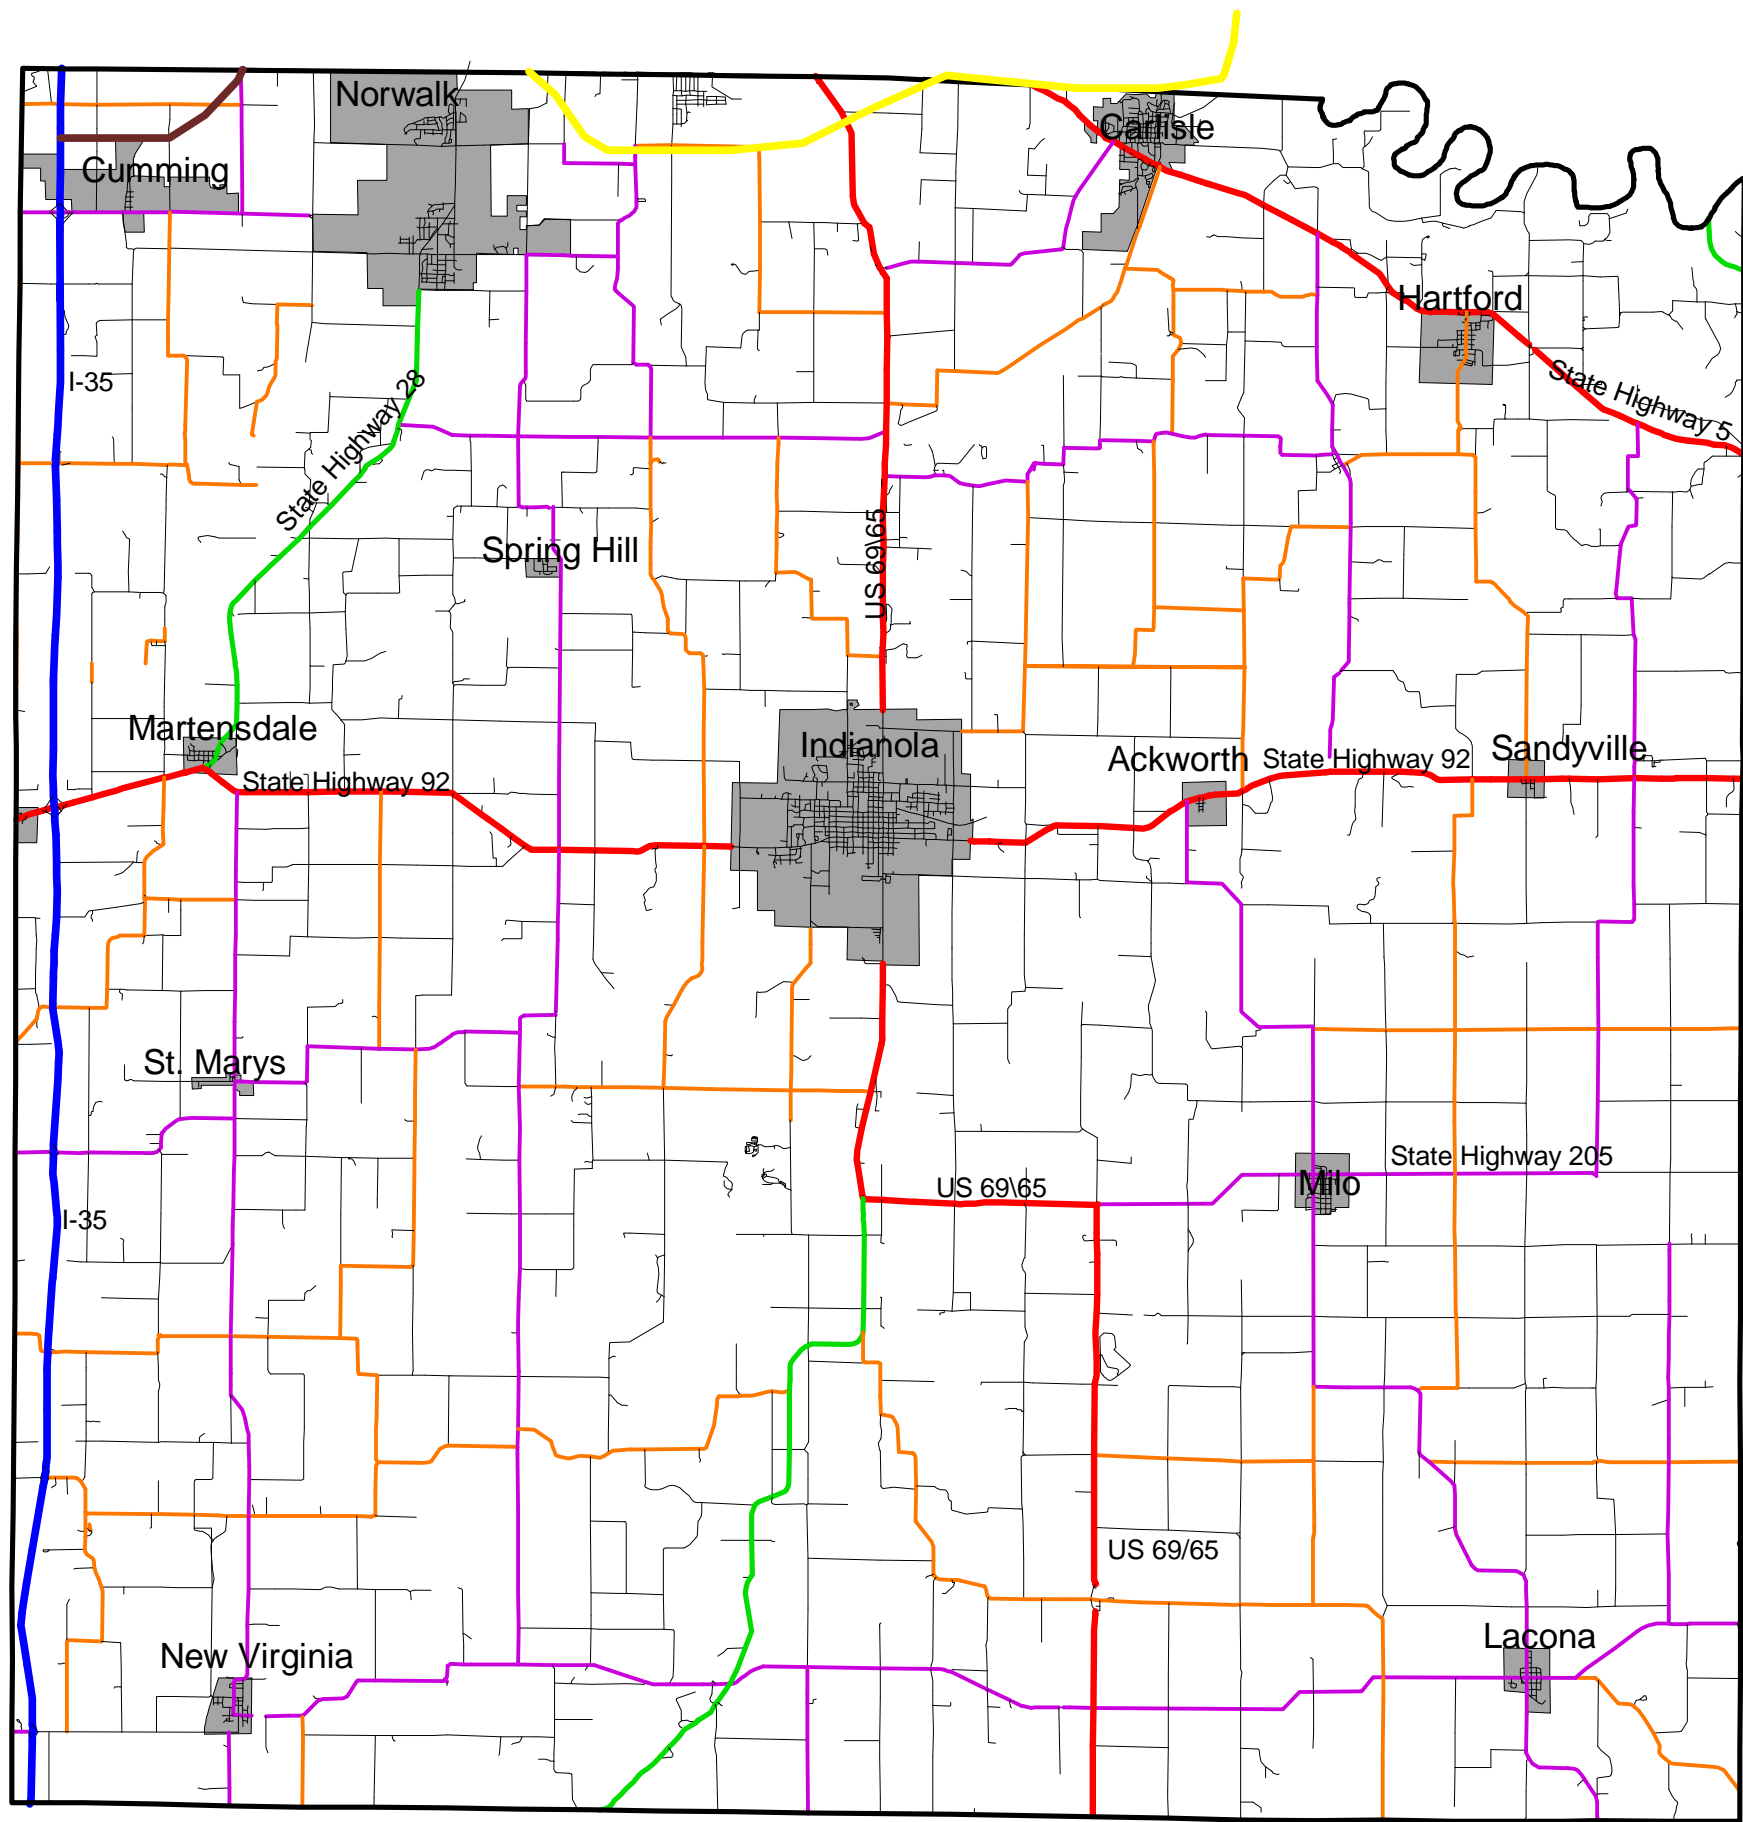 Norwalk
Carlisle
Cumming
Hartford
I-35
State Highway 28
State Highway 5
Spring Hill
US 69\65
Martensdale
Indianola
Ackworth
State Highway 92
Sandyville
State Highway 92
St. Marys
State Highway 205
Milo
US 69\65
I-35
US 69/65
New Virginia
Lacona